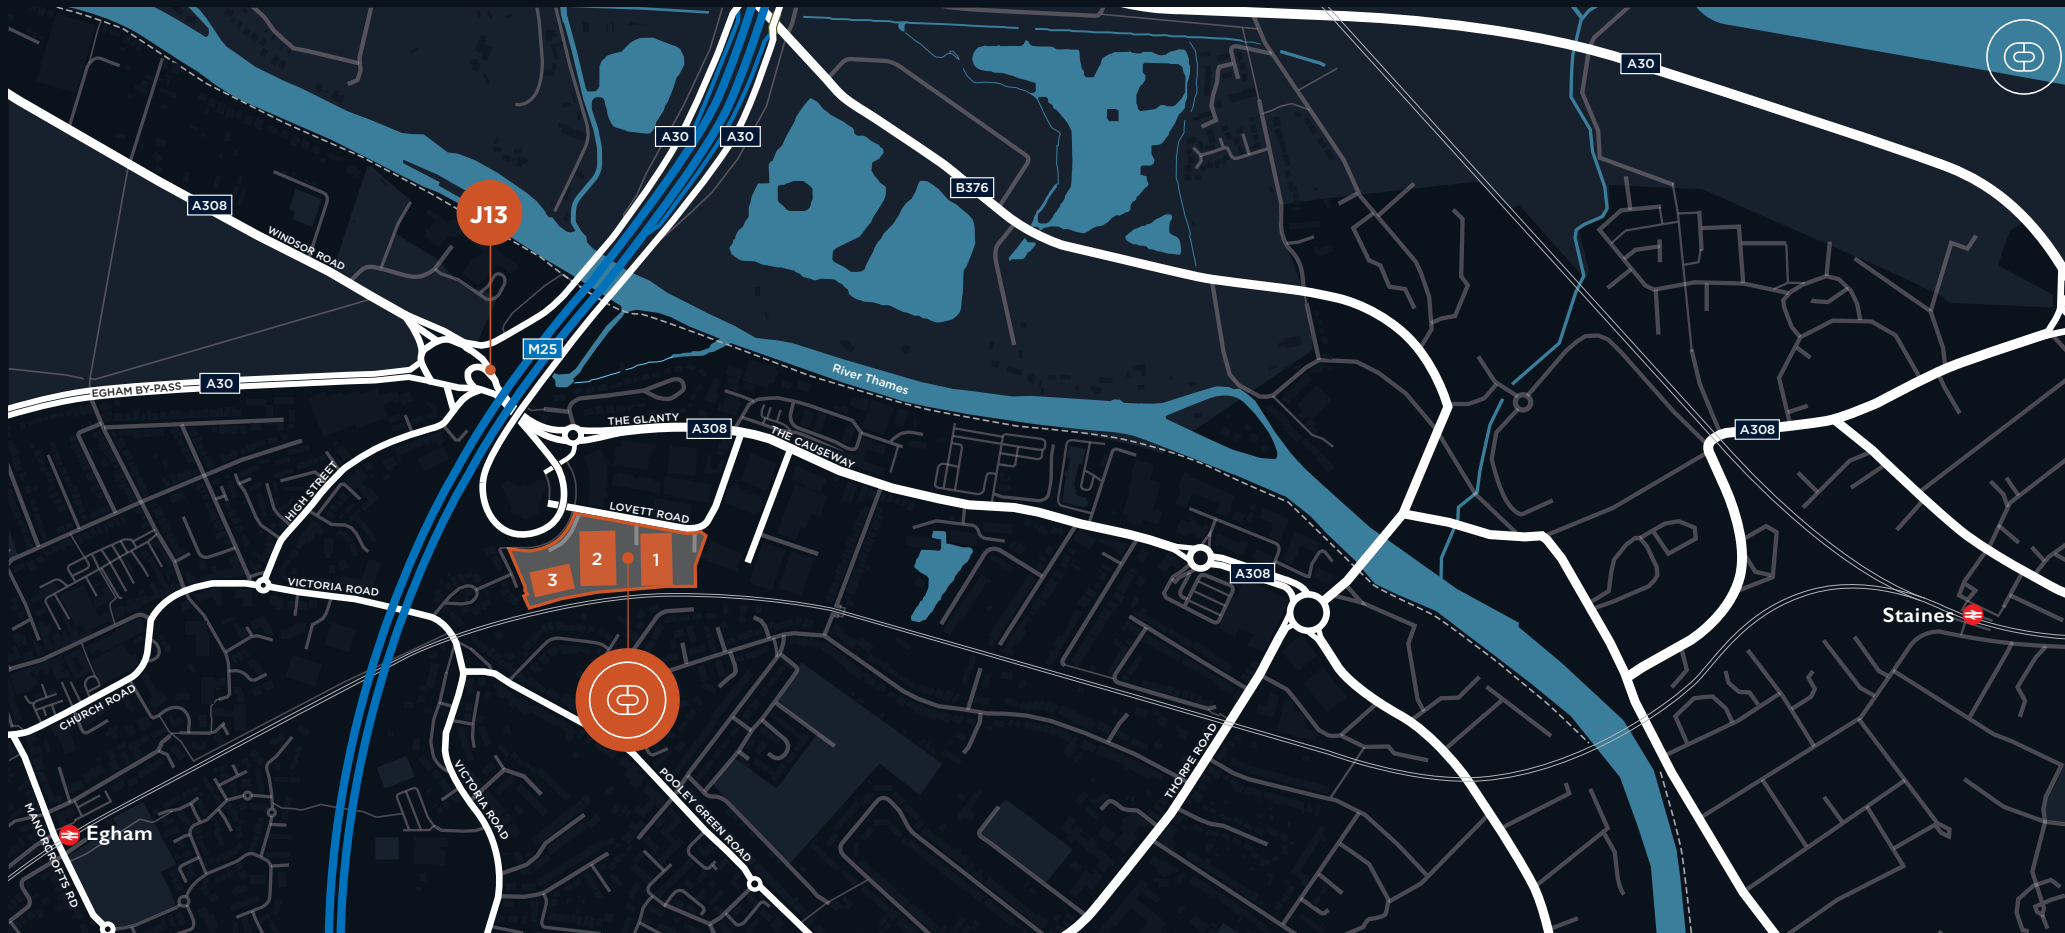 A30
A30
A30
B376
A308
J13
WINDSOR ROAD
M25
River Thames
EGHAM BY-PASS
A30
THE GLANTY
A308
THE CAUSEWAY
A308
HIGH STREET
LOVETT ROAD
2
1
3
A308
VICTORIA ROAD
Staines
CHURCH ROAD
THORPE ROAD
VICTORIA ROAD
POOLEY GREEN ROAD
MANORCROFTS RD
Egham